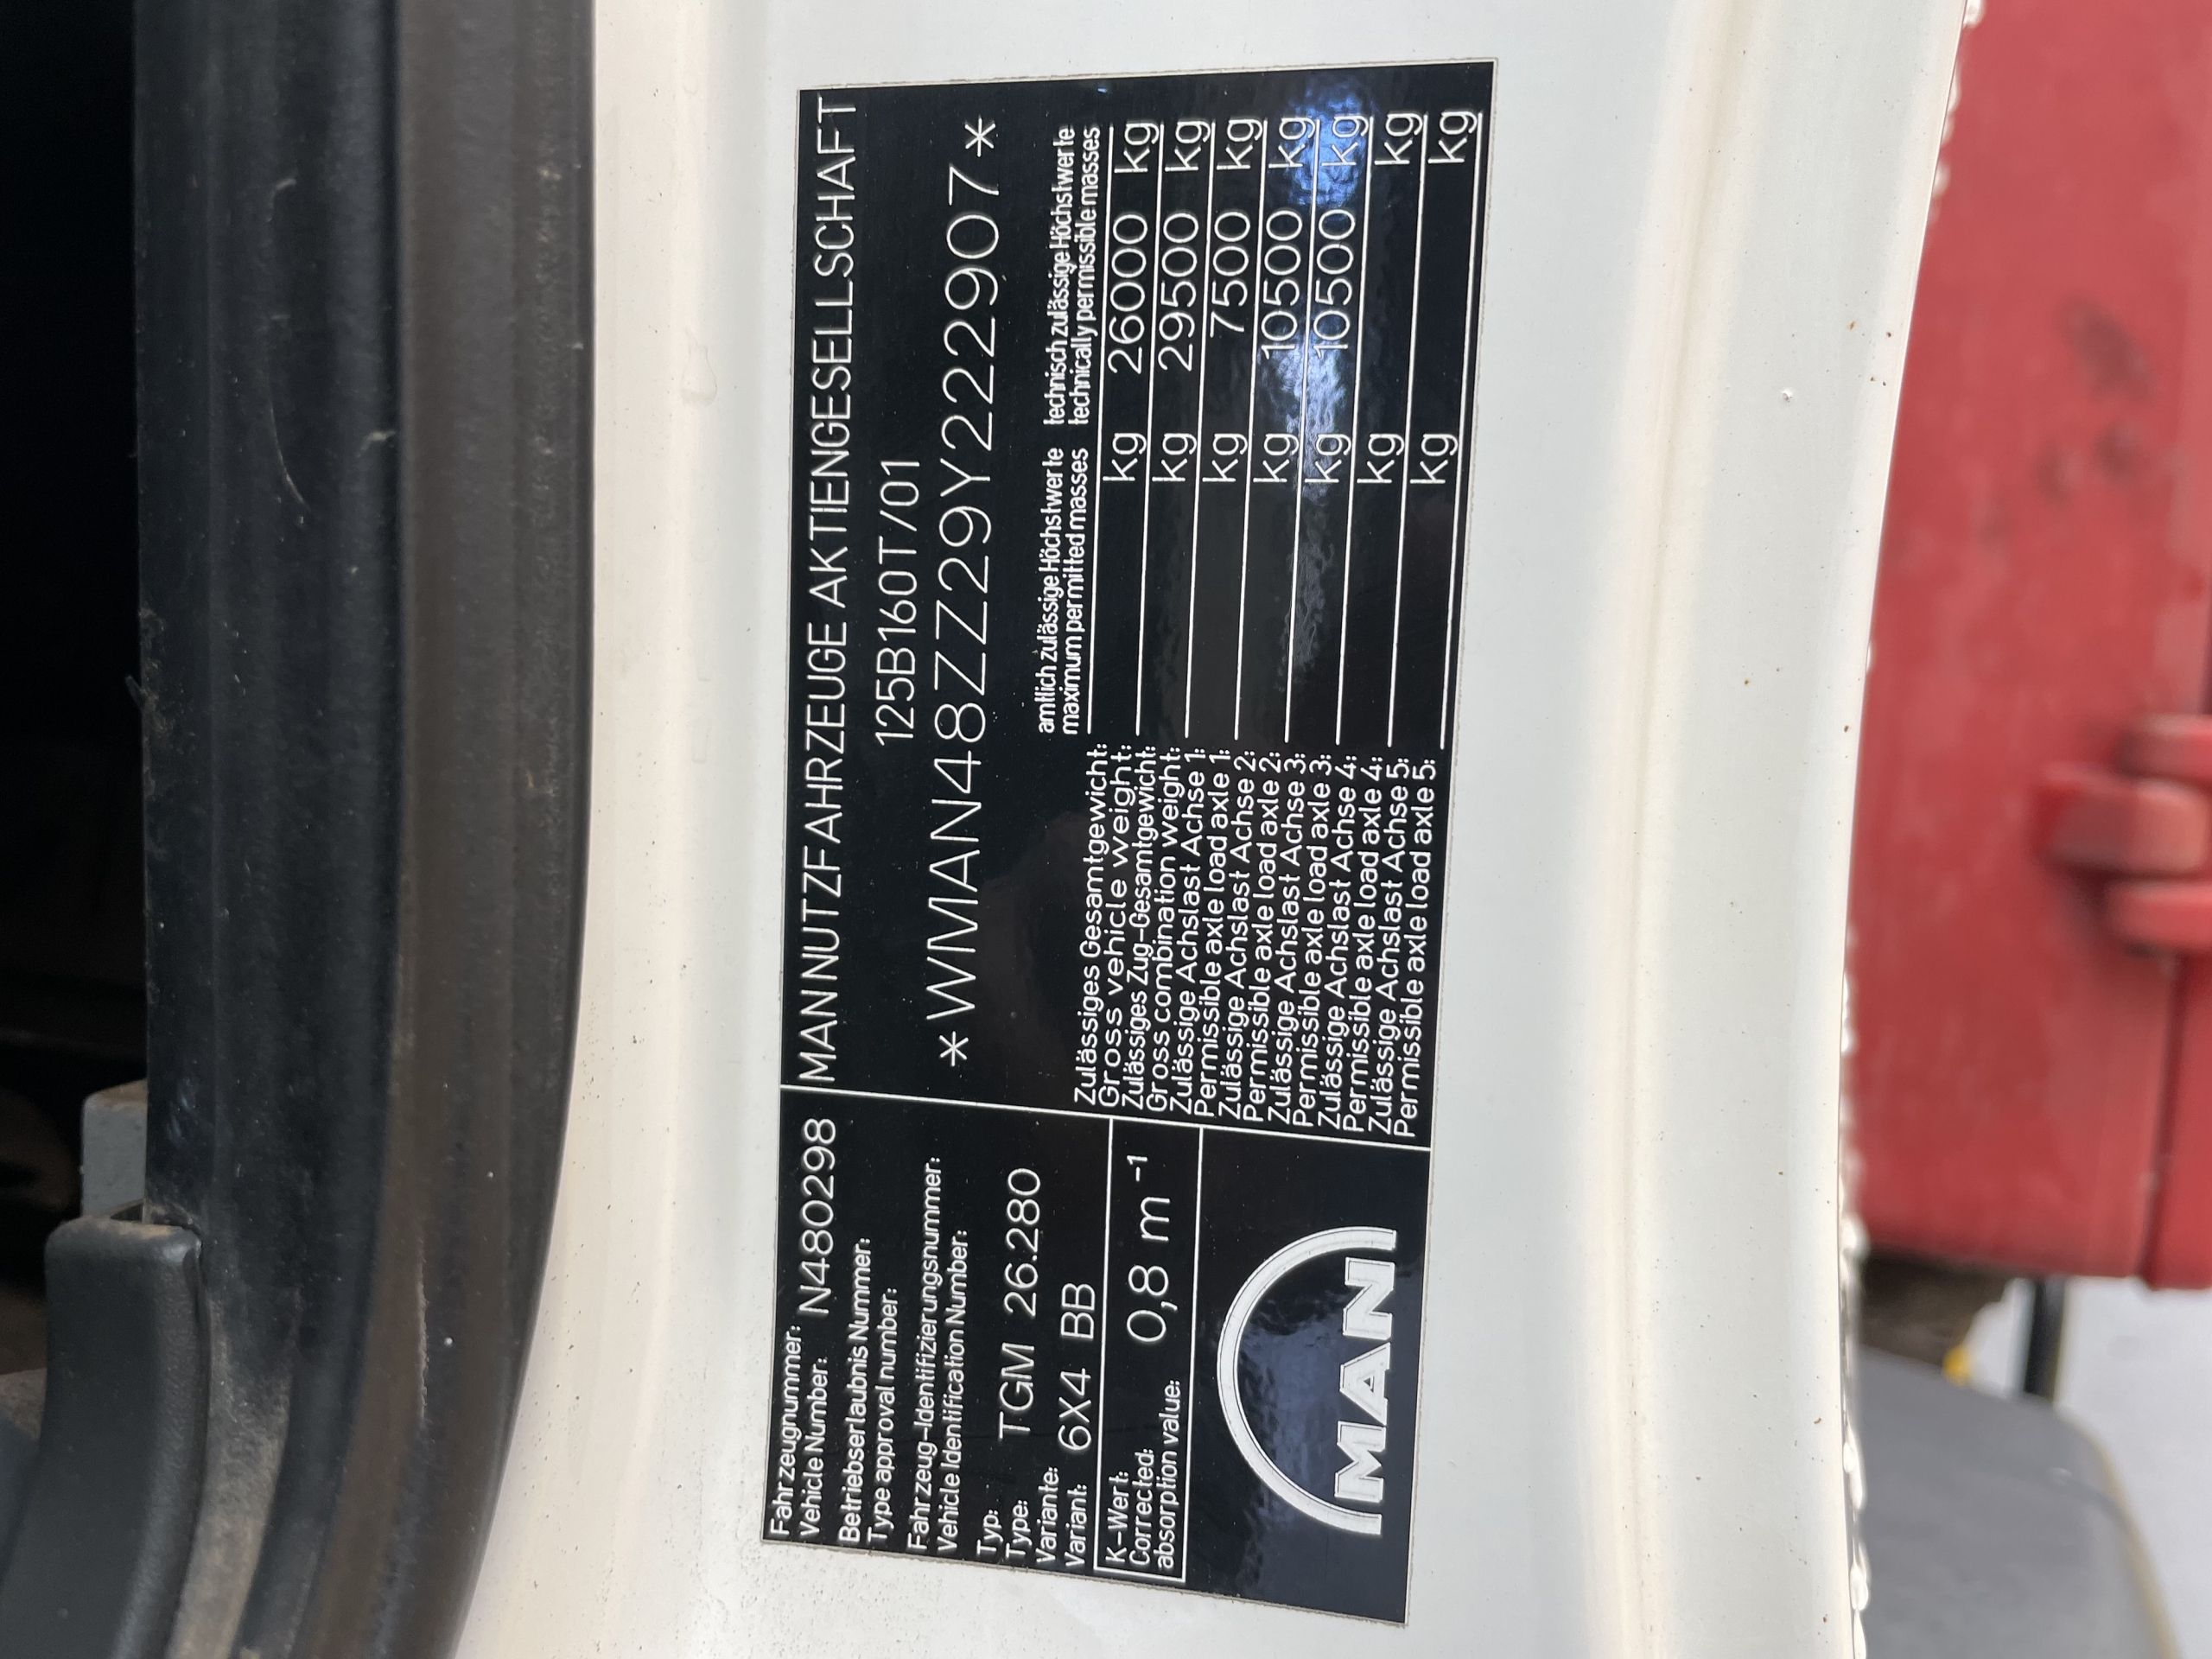 Fahrzeugnummer:
Vehicle Number: N480298
Betriebserlaubnis Nummer:
Type approval number:
Fahrzeug-Identifizierungsnummer:
Vehicle Identification Number:
Typ:
Type: TGM 26.280
Variante:
Variant: 6X4 BB
K-Wert:
Corrected: 0,8 m⁻¹
absorption value:
MAN
MAN NUTZFAHRZEUGE AKTIENGESELLSCHAFT
125B160T/01
*WMAN48ZZ29Y222907*
amtlich zulässige Höchstwerte technisch zulässige Höchstwerte
maximum permitted masses technically permissible masses
Zulässiges Gesamtgewicht:
Gross vehicle weight: kg 26000 kg
Zulässiges Zug-Gesamtgewicht:
Gross combination weight: kg 29500 kg
Zulässige Achslast Achse 1:
Permissible axle load axle 1: kg 7500 kg
Zulässige Achslast Achse 2:
Permissible axle load axle 2: kg 10500 kg
Zulässige Achslast Achse 3:
Permissible axle load axle 3: kg 10500 kg
Zulässige Achslast Achse 4:
Permissible axle load axle 4: kg kg
Zulässige Achslast Achse 5:
Permissible axle load axle 5: kg kg